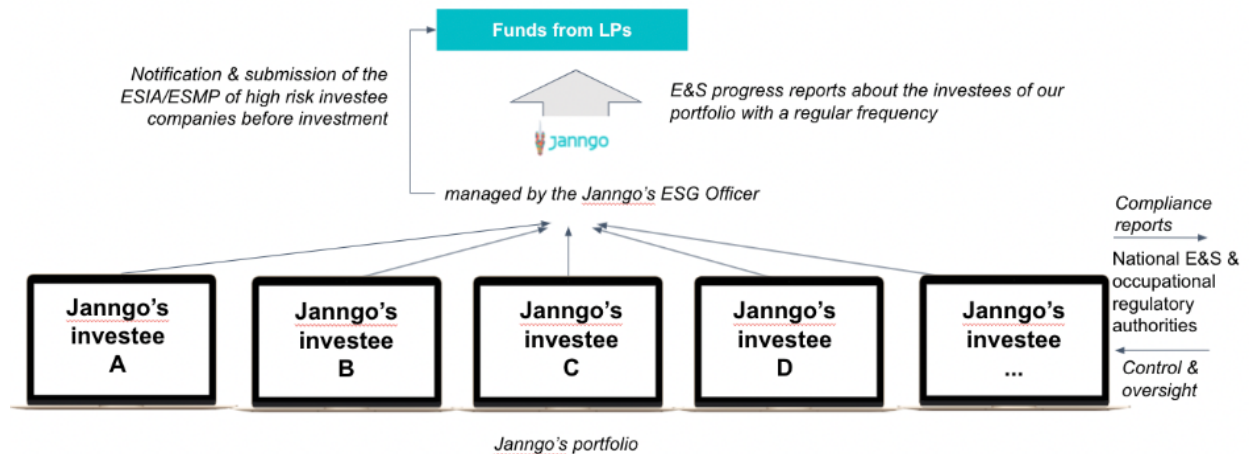 Funds from LPs
Notification & submission of the
ESIA/ESMP of high risk investee
companies before investment
E&S progress reports about the investees of our
portfolio with a regular frequency
Janngo
managed by the Janngo's ESG Officer
Compliance
reports
National E&S &
occupational
regulatory
authorities
Control &
oversight
Janngo's
investee
A
Janngo's
investee
B
Janngo's
investee
C
Janngo's
investee
D
Janngo's
investee
...
Janngo's portfolio